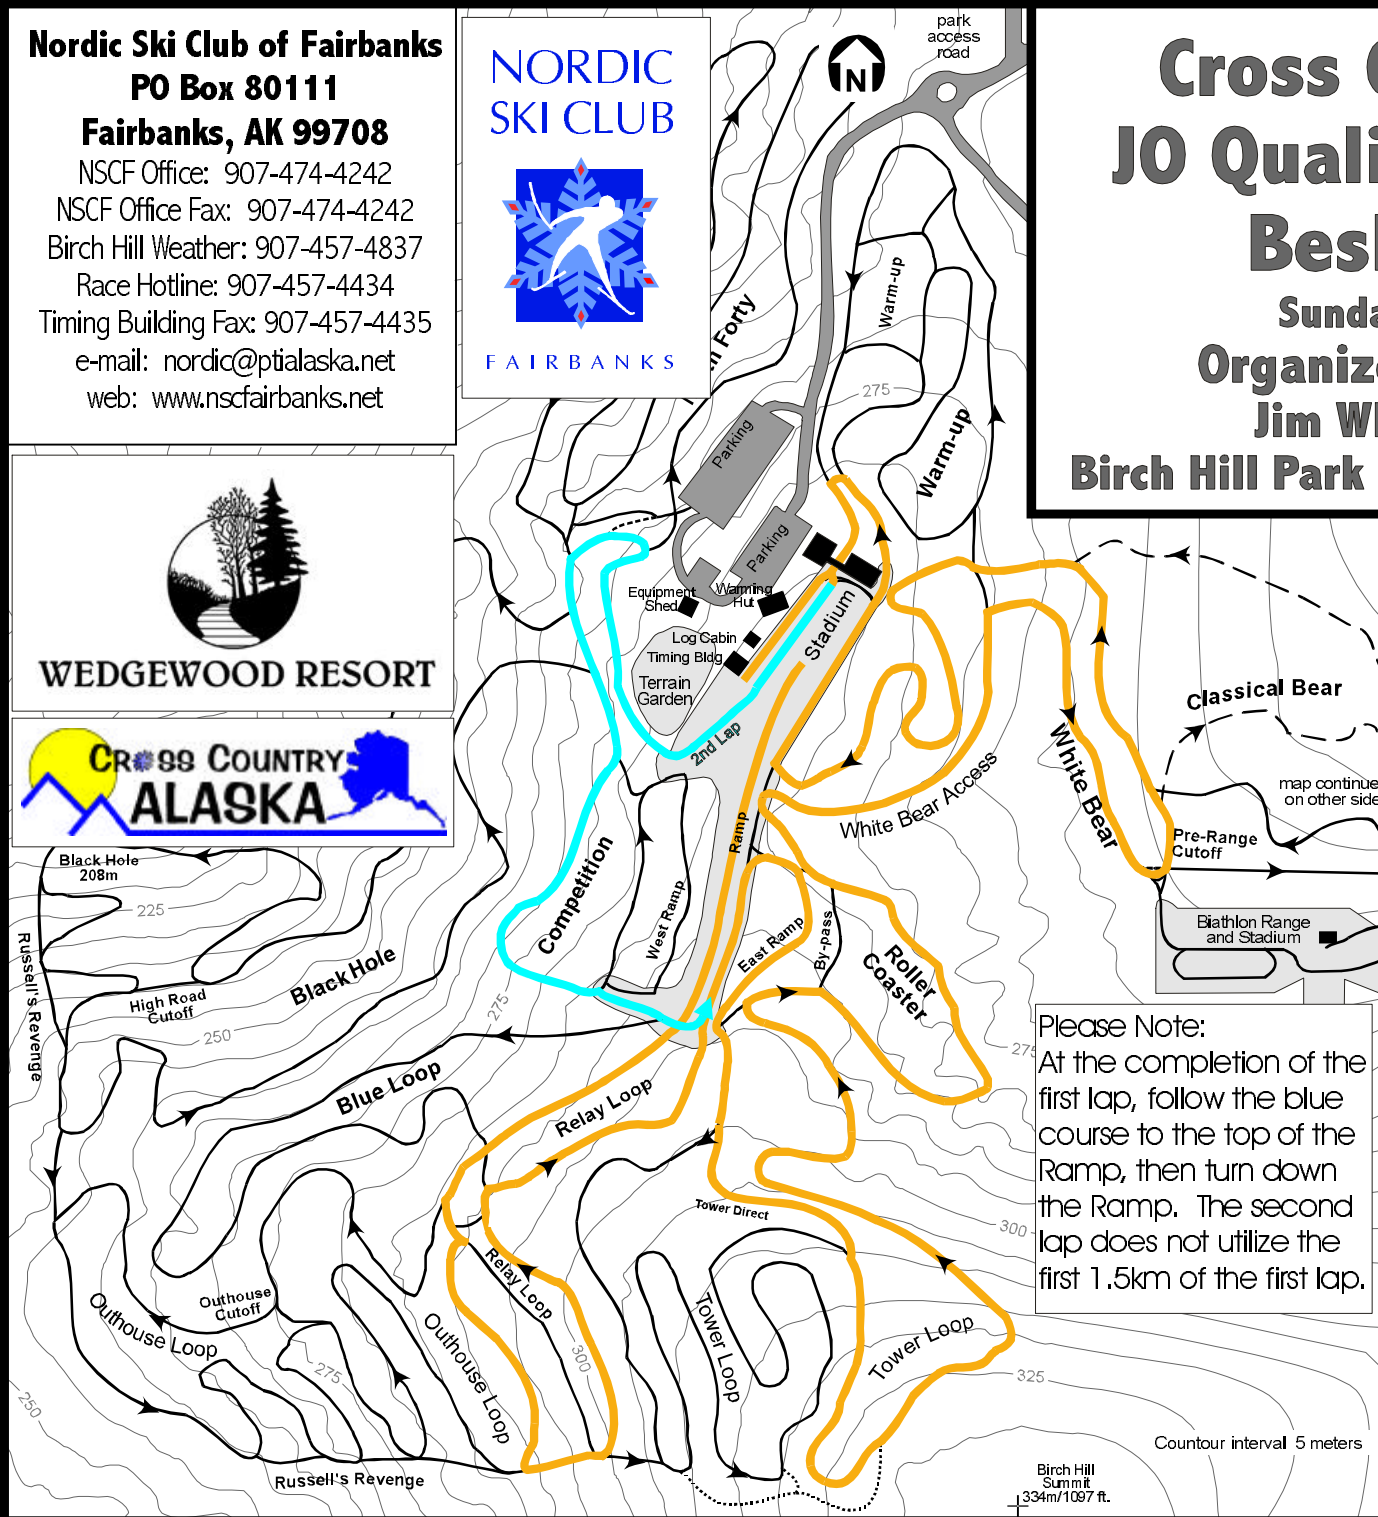 Nordic Ski Club of Fairbanks
PO Box 80111
Fairbanks, AK 99708
NSCF Office: 907-474-4242
NSCF Office Fax: 907-474-4242
Birch Hill Weather: 907-457-4837
Race Hotline: 907-457-4434
Timing Building Fax: 907-457-4435
e-mail: nordic@ptialaska.net
web: www.nscfairbanks.net
NORDIC
SKI CLUB
FAIRBANKS
park
access
road
N
Cross
JO Quali
Besl
Sunda
Organize
Jim W
Birch Hill Park
WEDGEWOOD RESORT
CROSS COUNTRY
ALASKA
Forty
Warm-up
275
Warm-up
Parking
Parking
Equipment
Shed
Warming
Hut
Log Cabin
Timing Bldg
Terrain
Garden
Stadium
2nd Lap
Classical Bear
White Bear
map continue
on other side
White Bear Access
Pre-Range
Cutoff
Ramp
Competition
West Ramp
East Ramp
By-pass
Roller
Coaster
Biathlon Range
and Stadium
Black Hole
208m
225
Russell's Revenge
High Road
Cutoff
Black Hole
250
275
Blue Loop
Relay Loop
275
Please Note:
At the completion of the
first lap, follow the blue
course to the top of the
Ramp, then turn down
the Ramp. The second
lap does not utilize the
first 1.5km of the first lap.
Tower Direct
300
Outhouse
Cutoff
Outhouse Loop
Relay Loop
Outhouse Loop
300
Tower Loop
Tower Loop
275
250
325
Russell's Revenge
Countour interval 5 meters
Birch Hill
Summit
334m/1097 ft.